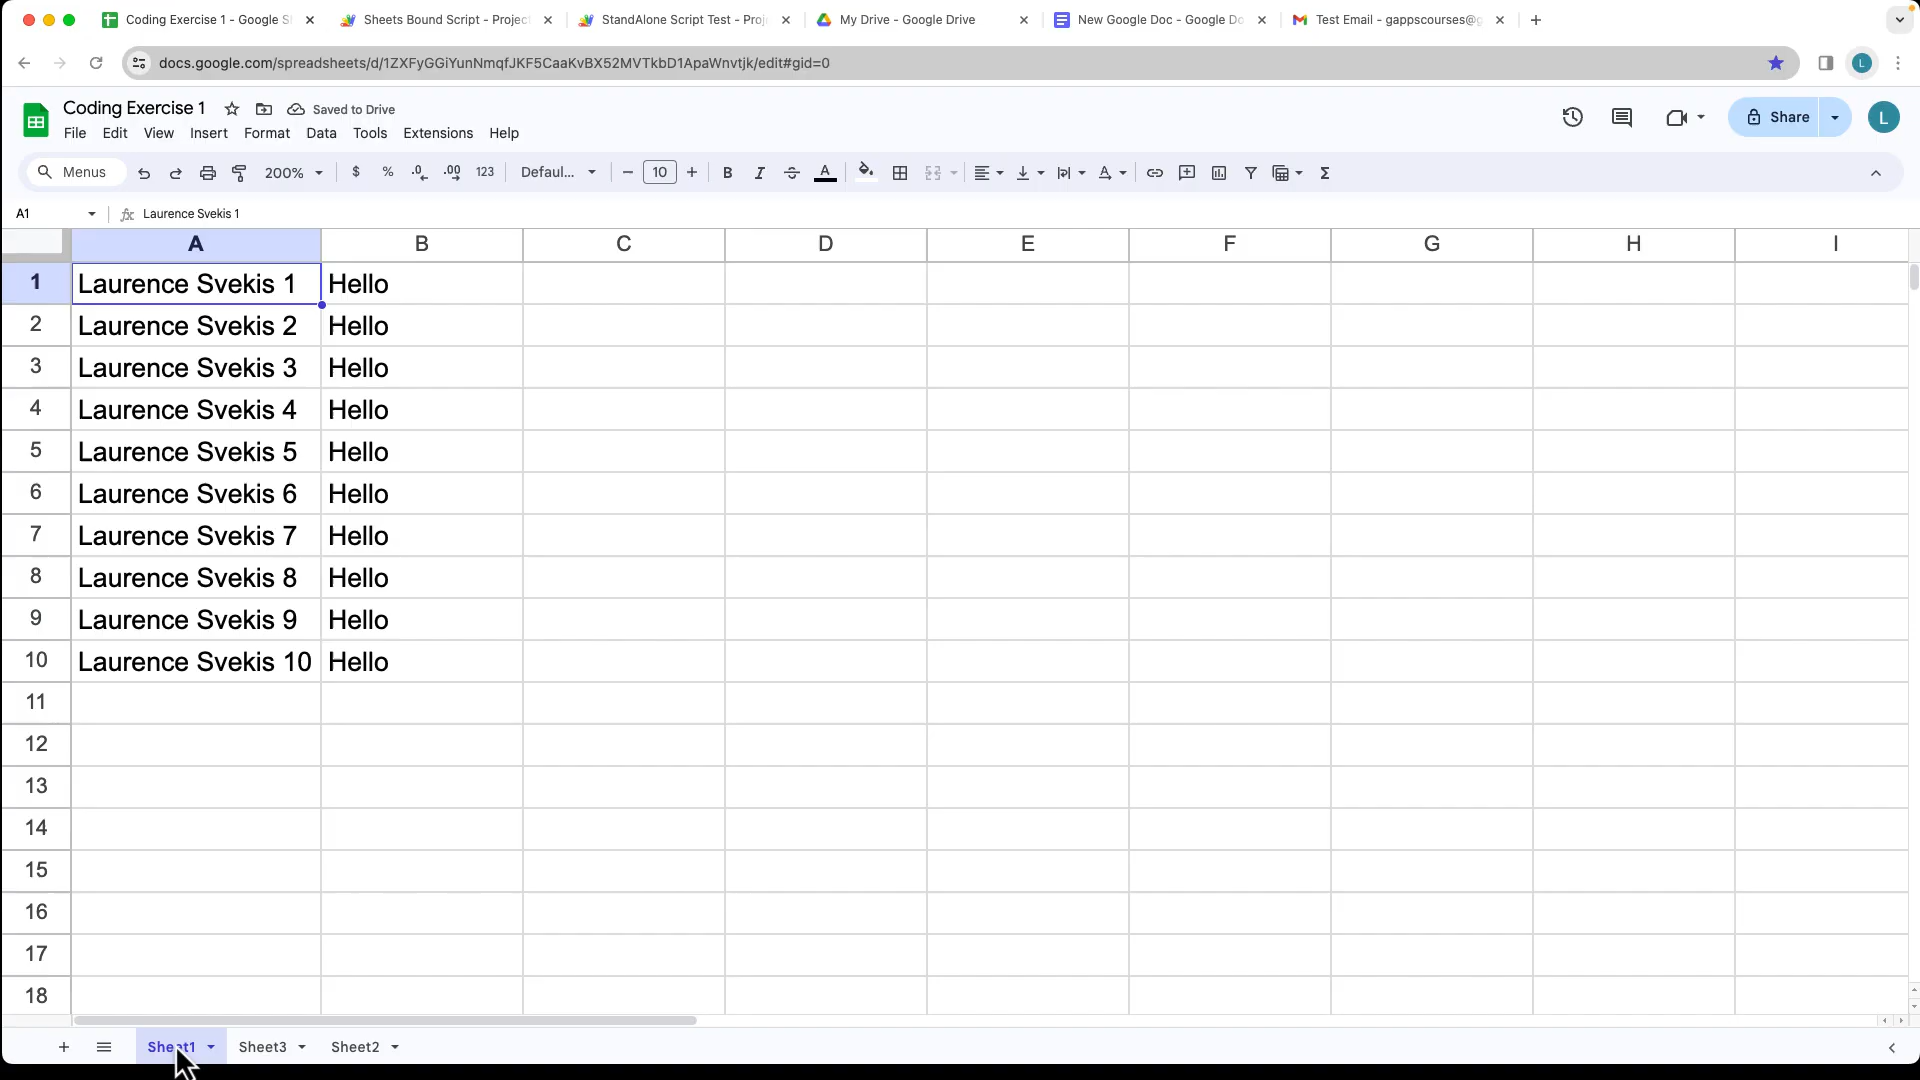 Coding Exercise 1 - Google S
Sheets Bound Script - Projec
StandAlone Script Test - Proj
My Drive - Google Drive
New Google Doc - Google Do
Test Email - gappscourses@g
docs.google.com/spreadsheets/d/1ZXFyGGiYunNmqfJKF5CaaKvBX52MVTkbD1ApaWnvtjk/edit#gid=0
L
Coding Exercise 1
Saved to Drive
File Edit View Insert Format Data Tools Extensions Help
Share
L
Menus
200%
$ % .0 .00 123
Defaul...
10
B I S A
Σ
A1
fx Laurence Svekis 1
A B C D E F G H I
1 Laurence Svekis 1 Hello
2 Laurence Svekis 2 Hello
3 Laurence Svekis 3 Hello
4 Laurence Svekis 4 Hello
5 Laurence Svekis 5 Hello
6 Laurence Svekis 6 Hello
7 Laurence Svekis 7 Hello
8 Laurence Svekis 8 Hello
9 Laurence Svekis 9 Hello
10 Laurence Svekis 10 Hello
11
12
13
14
15
16
17
18
Sheet1 Sheet3 Sheet2